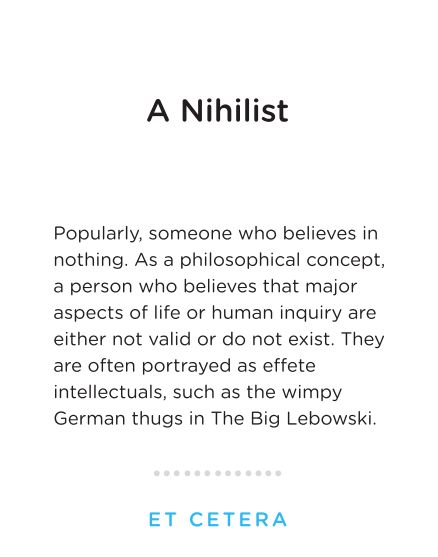 A Nihilist
Popularly, someone who believes in
nothing. As a philosophical concept,
a person who believes that major
aspects of life or human inquiry are
either not valid or do not exist. They
are often portrayed as effete
intellectuals, such as the wimpy
German thugs in The Big Lebowski.
ET CETERA